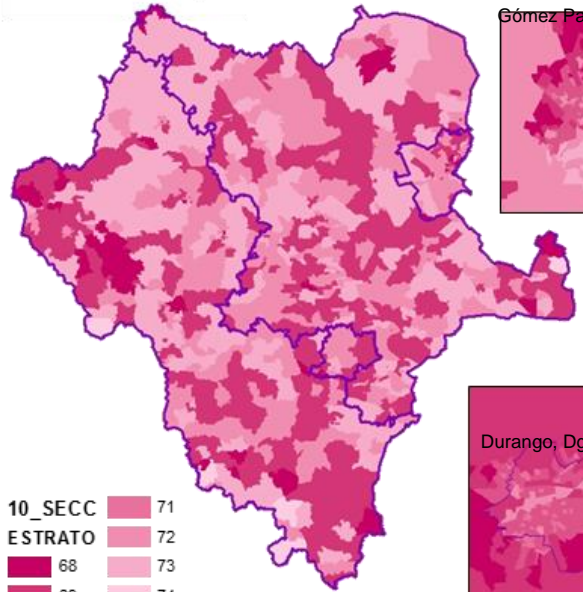 Gómez Pa
Durango, Dg
10_SECC
ESTRATO
68
71
72
73